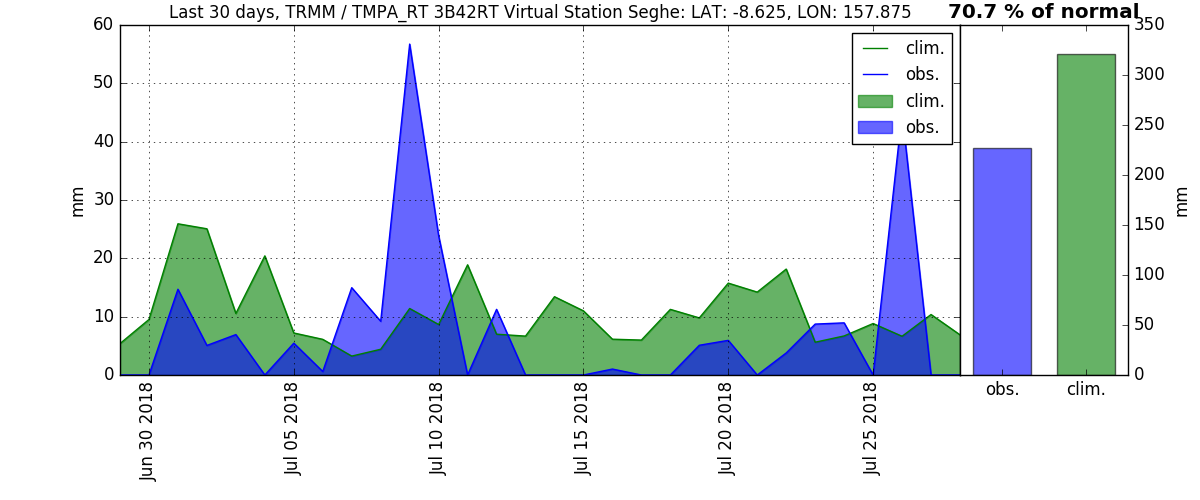 Last 30 days, TRMM / TMPA_RT 3B42RT Virtual Station Seghe: LAT: -8.625, LON: 157.875
70.7 % of normal
60
50
40
30
20
10
0
mm
clim.
obs.
clim.
obs.
Jun 30 2018
Jul 05 2018
Jul 10 2018
Jul 15 2018
Jul 20 2018
Jul 25 2018
350
300
250
200
150
100
50
0
mm
obs.
clim.